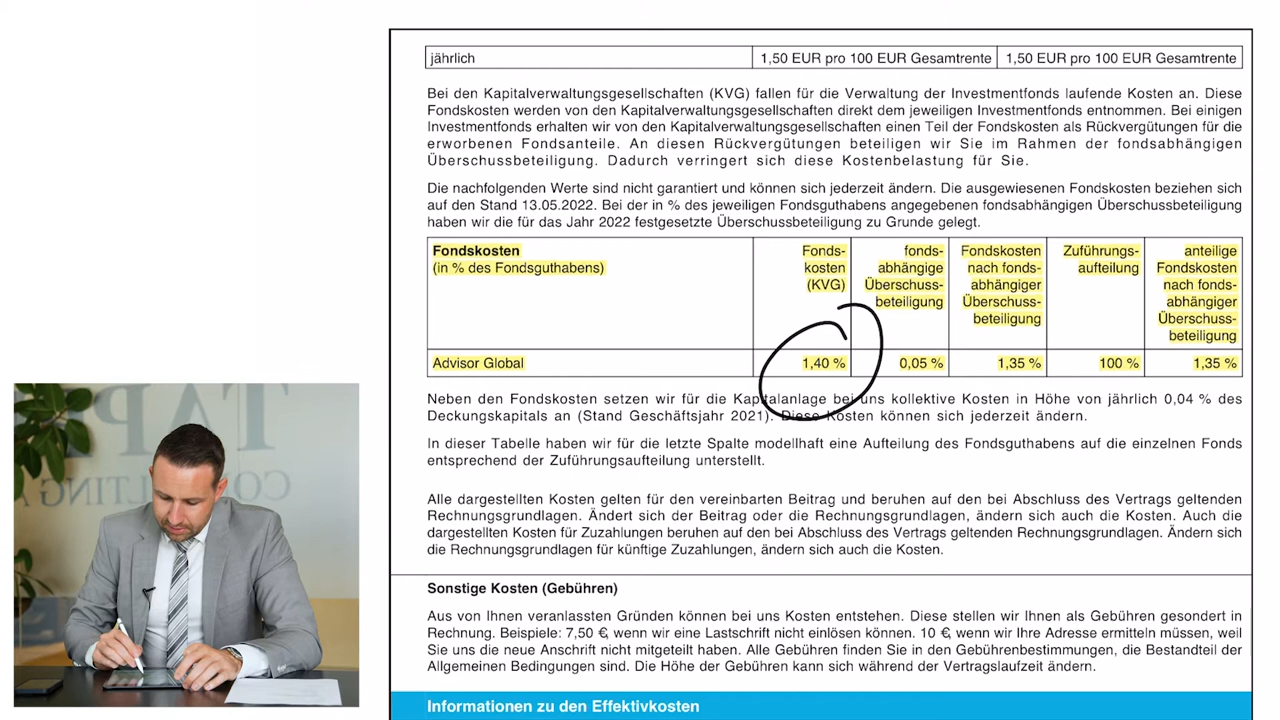 jährlich 1,50 EUR pro 100 EUR Gesamtrente 1,50 EUR pro 100 EUR Gesamtrente
Bei den Kapitalverwaltungsgesellschaften (KVG) fallen für die Verwaltung der Investmentfonds laufende Kosten an. Diese
Fondskosten werden von den Kapitalverwaltungsgesellschaften direkt dem jeweiligen Investmentfonds entnommen. Bei einigen
Investmentfonds erhalten wir von den Kapitalverwaltungsgesellschaften einen Teil der Fondskosten als Rückvergütungen für die
erworbenen Fondsanteile. An diesen Rückvergütungen beteiligen wir Sie im Rahmen der fondsabhängigen
Überschussbeteiligung. Dadurch verringert sich diese Kostenbelastung für Sie.
Die nachfolgenden Werte sind nicht garantiert und können sich jederzeit ändern. Die ausgewiesenen Fondskosten beziehen sich
auf den Stand 13.05.2022. Bei der in % des jeweiligen Fondsguthabens angegebenen fondsabhängigen Überschussbeteiligung
haben wir die für das Jahr 2022 festgesetzte Überschussbeteiligung zu Grunde gelegt.
Fondskosten
(in % des Fondsguthabens)
Fonds-
kosten
(KVG)
fonds-
abhängige
Überschuss-
beteiligung
Fondskosten
nach fonds-
abhängiger
Überschuss-
beteiligung
Zuführungs-
aufteilung
anteilige
Fondskosten
nach fonds-
abhängiger
Überschuss-
beteiligung
Advisor Global 1,40 % 0,05 % 1,35 % 100 % 1,35 %
Neben den Fondskosten setzen wir für die Kapitalanlage bei uns kollektive Kosten in Höhe von jährlich 0,04 % des
Deckungskapitals an (Stand Geschäftsjahr 2021). Diese Kosten können sich jederzeit ändern.
In dieser Tabelle haben wir für die letzte Spalte modellhaft eine Aufteilung des Fondsguthabens auf die einzelnen Fonds
entsprechend der Zuführungsaufteilung unterstellt.
Alle dargestellten Kosten gelten für den vereinbarten Beitrag und beruhen auf den bei Abschluss des Vertrags geltenden
Rechnungsgrundlagen. Ändert sich der Beitrag oder die Rechnungsgrundlagen, ändern sich auch die Kosten. Auch die
dargestellten Kosten für Zuzahlungen beruhen auf den bei Abschluss des Vertrags geltenden Rechnungsgrundlagen. Ändern sich
die Rechnungsgrundlagen für künftige Zuzahlungen, ändern sich auch die Kosten.
Sonstige Kosten (Gebühren)
Aus von Ihnen veranlassten Gründen können bei uns Kosten entstehen. Diese stellen wir Ihnen als Gebühren gesondert in
Rechnung. Beispiele: 7,50 €, wenn wir eine Lastschrift nicht einlösen können. 10 €, wenn wir Ihre Adresse ermitteln müssen, weil
Sie uns die neue Anschrift nicht mitgeteilt haben. Alle Gebühren finden Sie in den Gebührenbestimmungen, die Bestandteil der
Allgemeinen Bedingungen sind. Die Höhe der Gebühren kann sich während der Vertragslaufzeit ändern.
Informationen zu den Effektivkosten